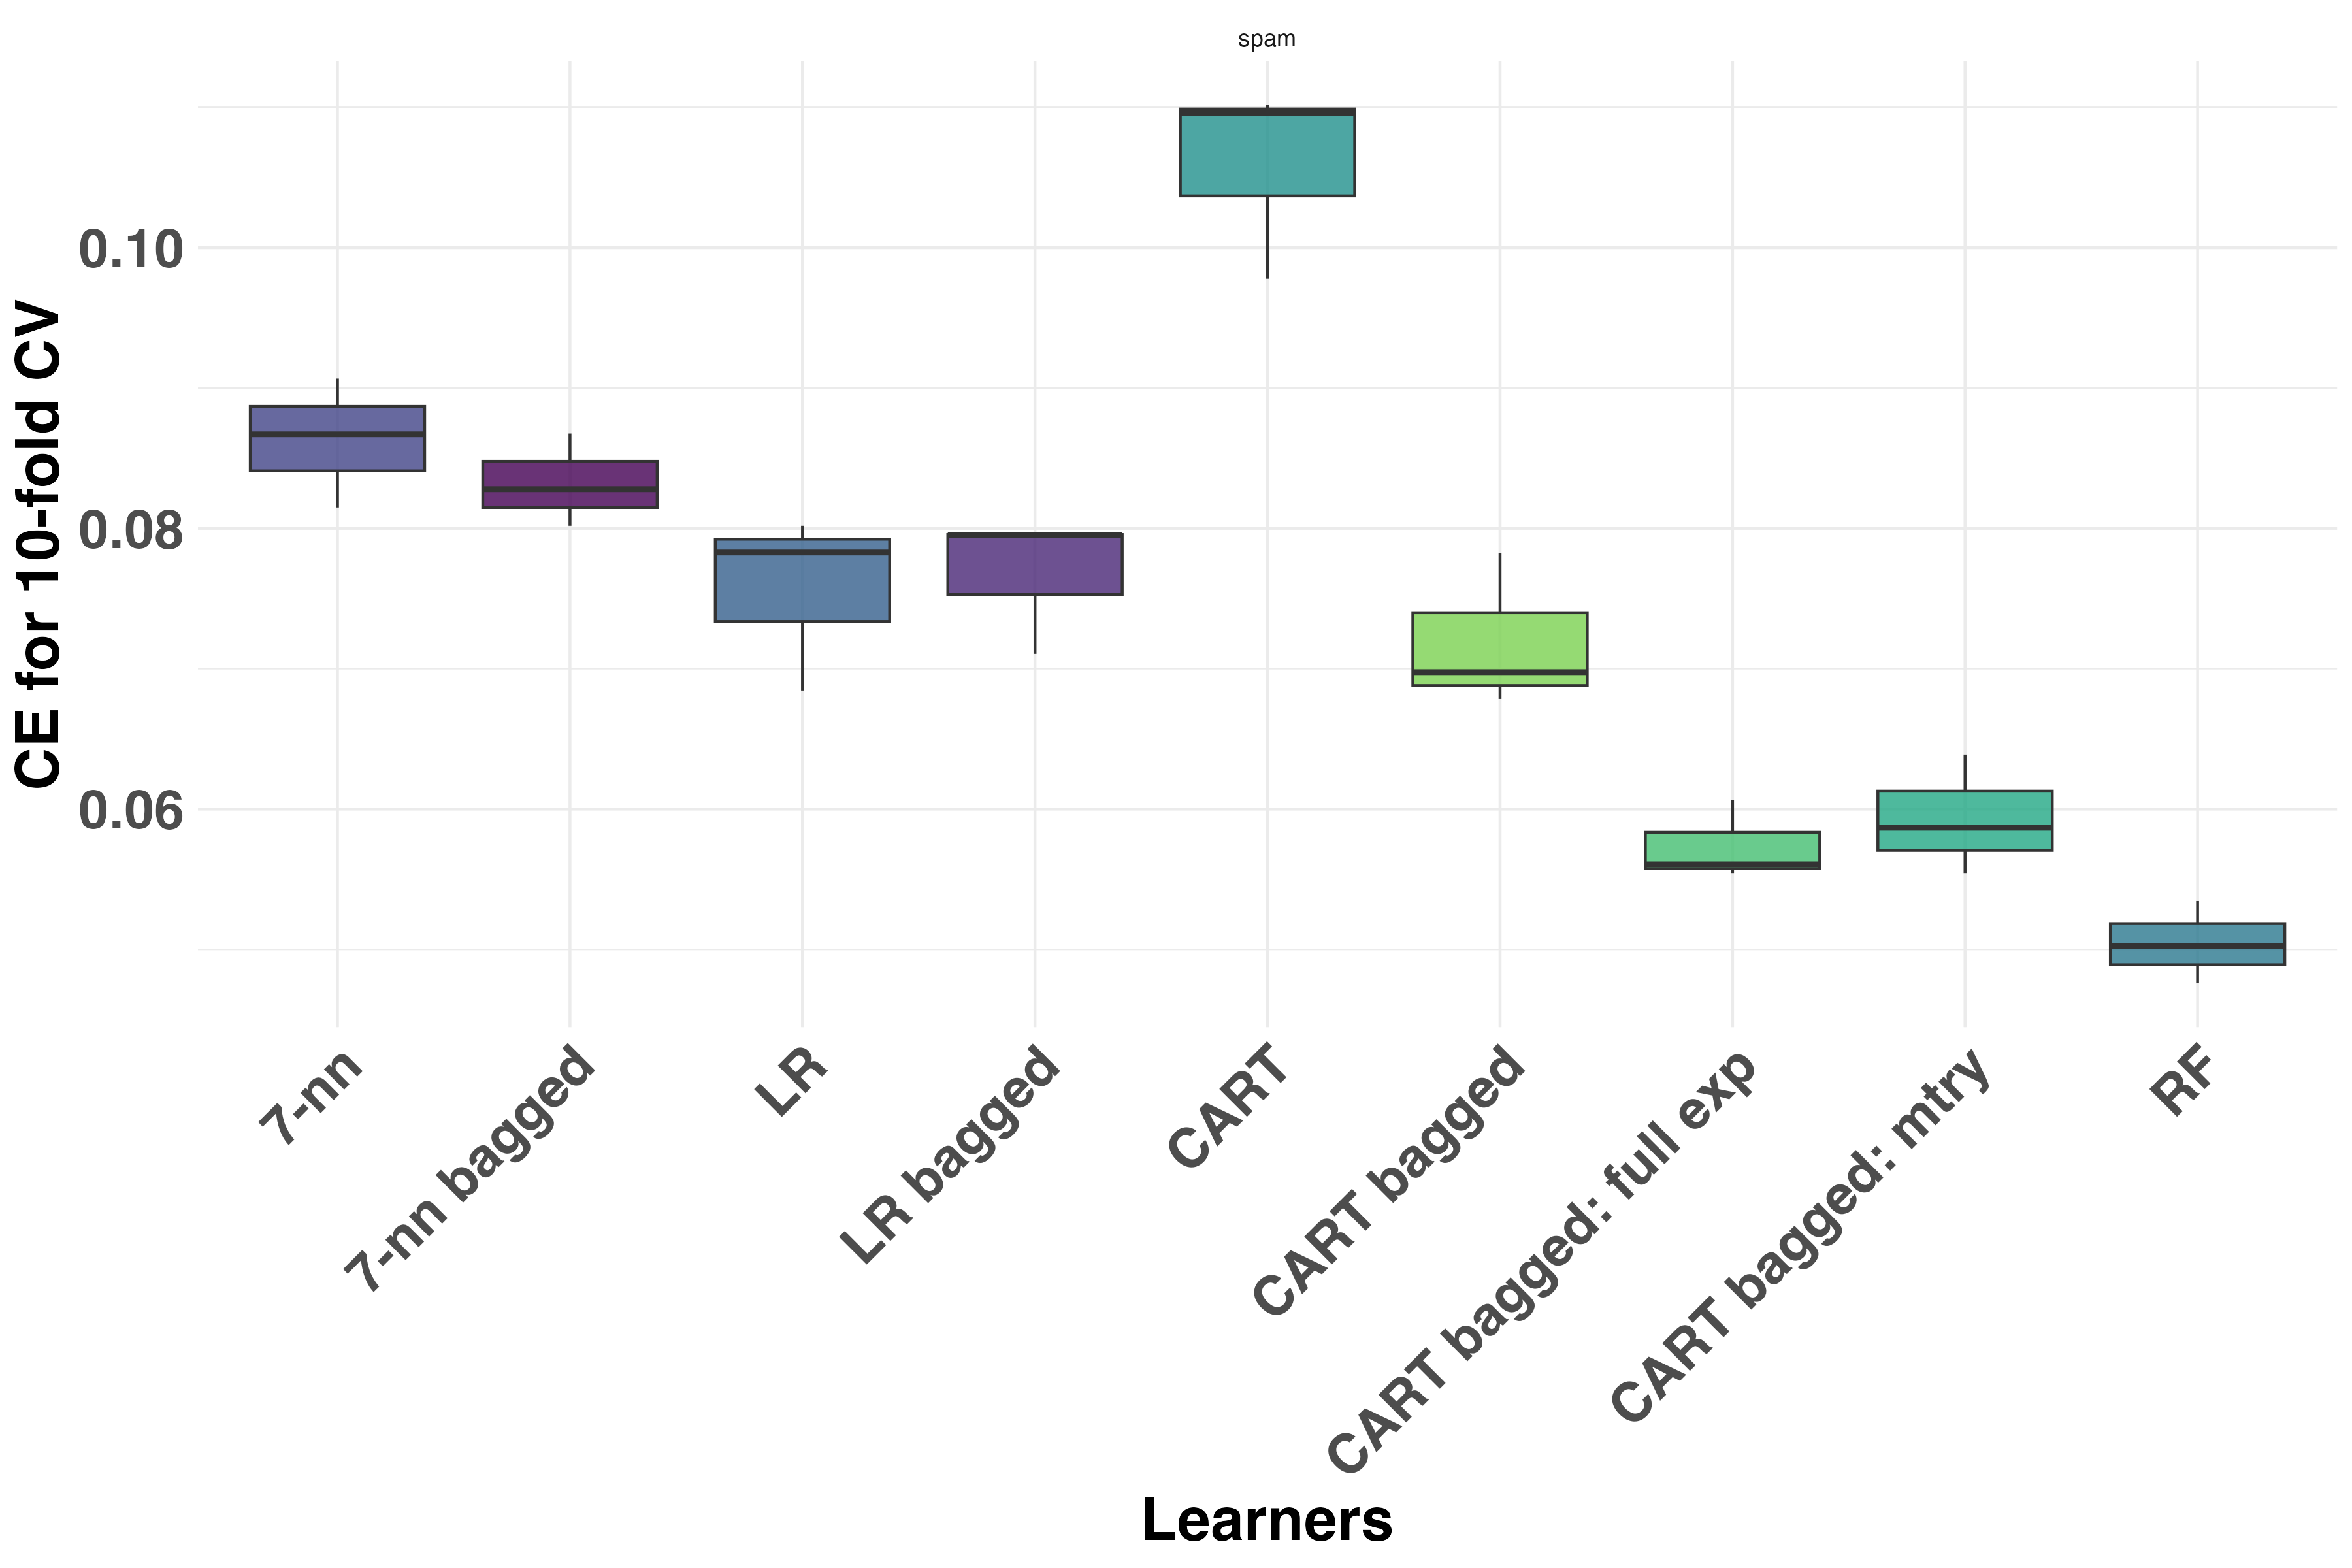 spam
CE for 10-fold CV
0.10
0.08
0.06
7-nn
7-nn bagged
LR
LR bagged
CART
CART bagged
CART bagged: fulll exp
CART bagged: mtry
RF
Learners